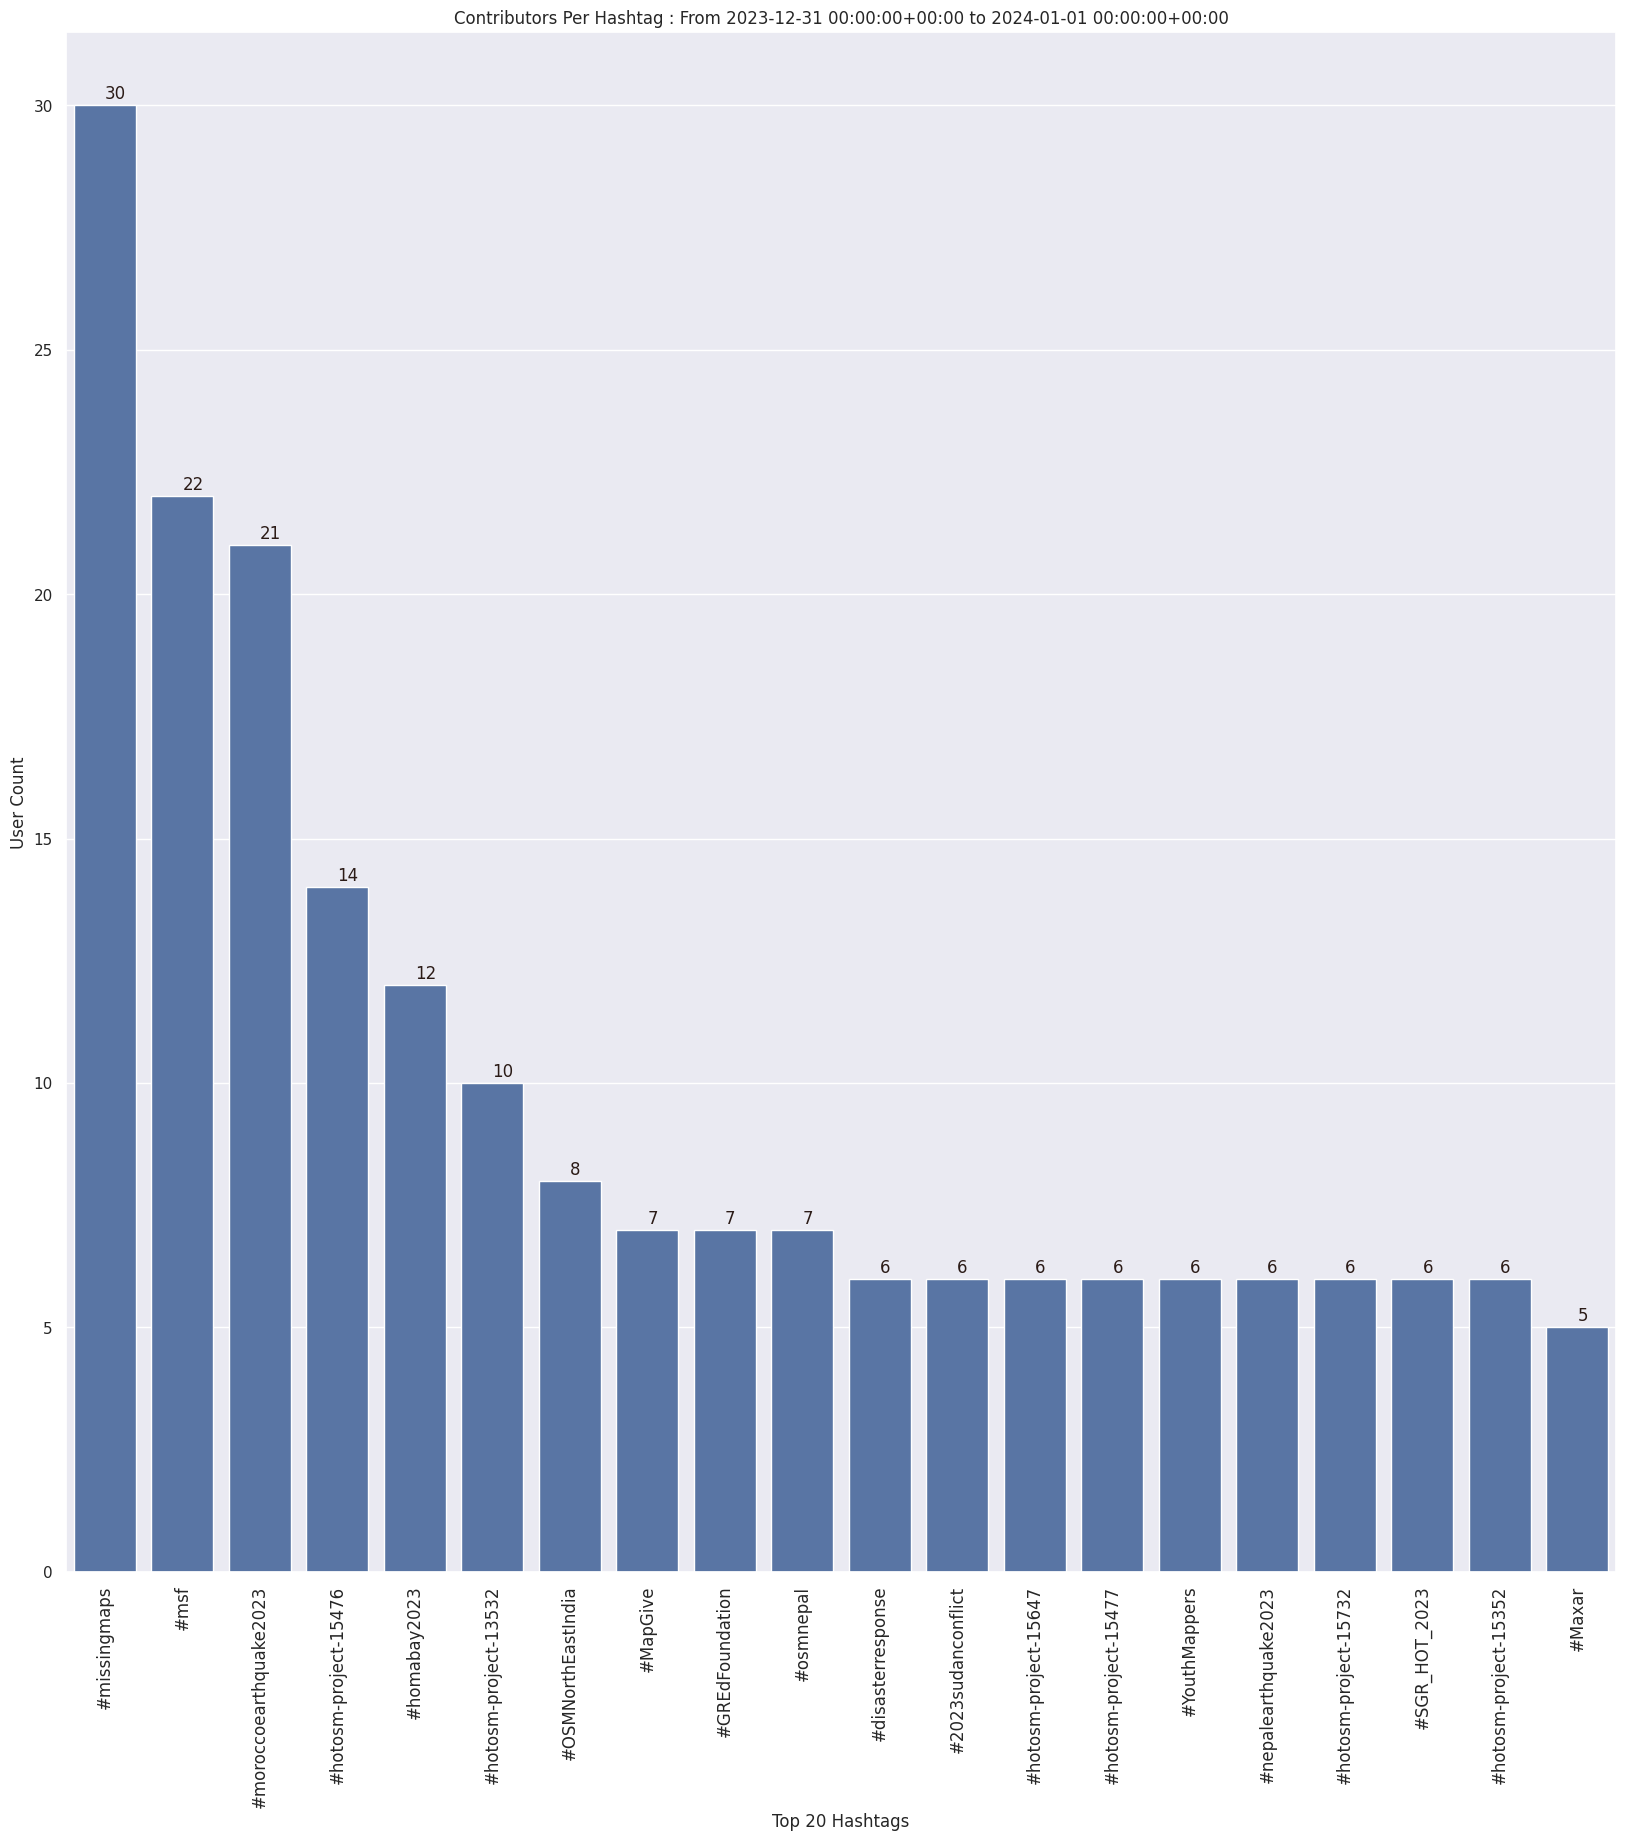 Contributors Per Hashtag : From 2023-12-31 00:00:00+00:00 to 2024-01-01 00:00:00+00:00
User Count
30
25
20
15
10
5
0
30
22
21
14
12
10
8
7
7
7
6
6
6
6
6
6
6
6
6
5
#missingmaps
#msf
#moroccoearthquake2023
#hotosm-project-15476
#homabay2023
#hotosm-project-13532
#OSMNorthEastIndia
#MapGive
#GREdFoundation
#osmnepal
#disasterresponse
#2023sudanconflict
#hotosm-project-15647
#hotosm-project-15477
#YouthMappers
#nepalearthquake2023
#hotosm-project-15732
#SGR_HOT_2023
#hotosm-project-15352
#Maxar
Top 20 Hashtags